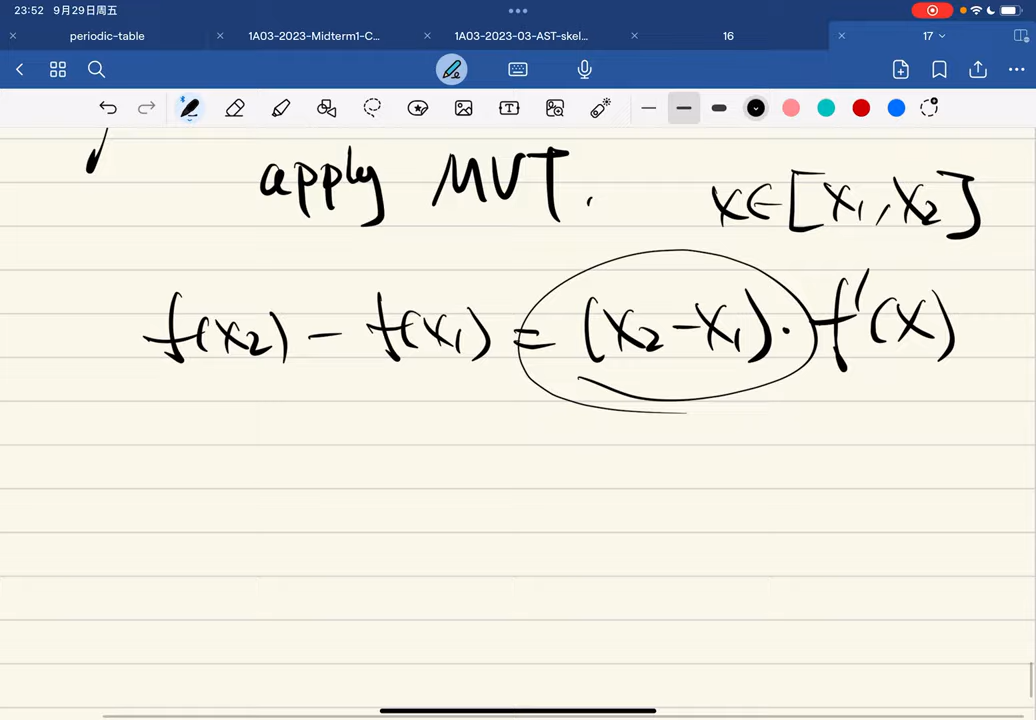 23:52 9月29日周五
periodic-table
1A03-2023-Midterm1-C...
1A03-2023-03-AST-skel...
16
17
apply MVT.
x∈[x1,x2]
f(x2) - f(x1) = (x2-x1)·f'(x)